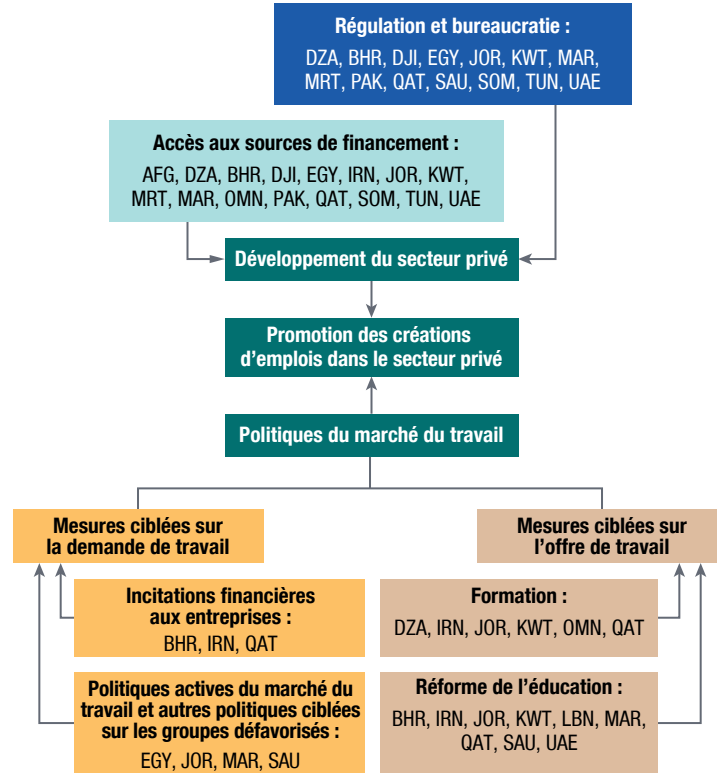 Régulation et bureaucratie :
DZA, BHR, DJI, EGY, JOR, KWT, MAR,
MRT, PAK, QAT, SAU, SOM, TUN, UAE
Accès aux sources de financement :
AFG, DZA, BHR, DJI, EGY, IRN, JOR, KWT,
MRT, MAR, OMN, PAK, QAT, SOM, TUN, UAE
Développement du secteur privé
Promotion des créations
d'emplois dans le secteur privé
Politiques du marché du travail
Mesures ciblées sur
la demande de travail
Mesures ciblées sur
l'offre de travail
Incitations financières
aux entreprises :
BHR, IRN, QAT
Formation :
DZA, IRN, JOR, KWT, OMN, QAT
Politiques actives du marché du
travail et autres politiques ciblées
sur les groupes défavorisés :
EGY, JOR, MAR, SAU
Réforme de l'éducation :
BHR, IRN, JOR, KWT, LBN, MAR,
QAT, SAU, UAE